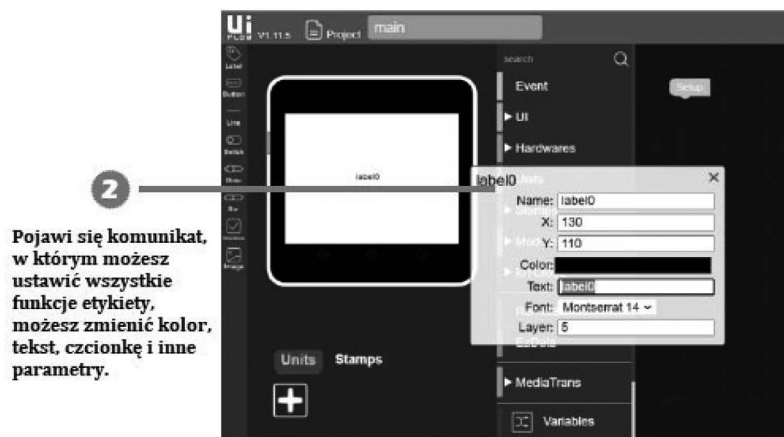 Ui
FLOW V1.11.5 Project main
Label
Button
Line
Switch
Bar
Image
label0
Units Stamps
search
Event
UI
Hardwares
Units
EzData
MediaTrans
Variables
Setup
label0 ×
Name: label0
X: 130
Y: 110
Color:
Text: label0
Font: Montserrat 14
Layer: 5
2
Pojawi się komunikat,
w którym możesz
ustawić wszystkie
funkcje etykiety,
możesz zmienić kolor,
tekst, czcionkę i inne
parametry.